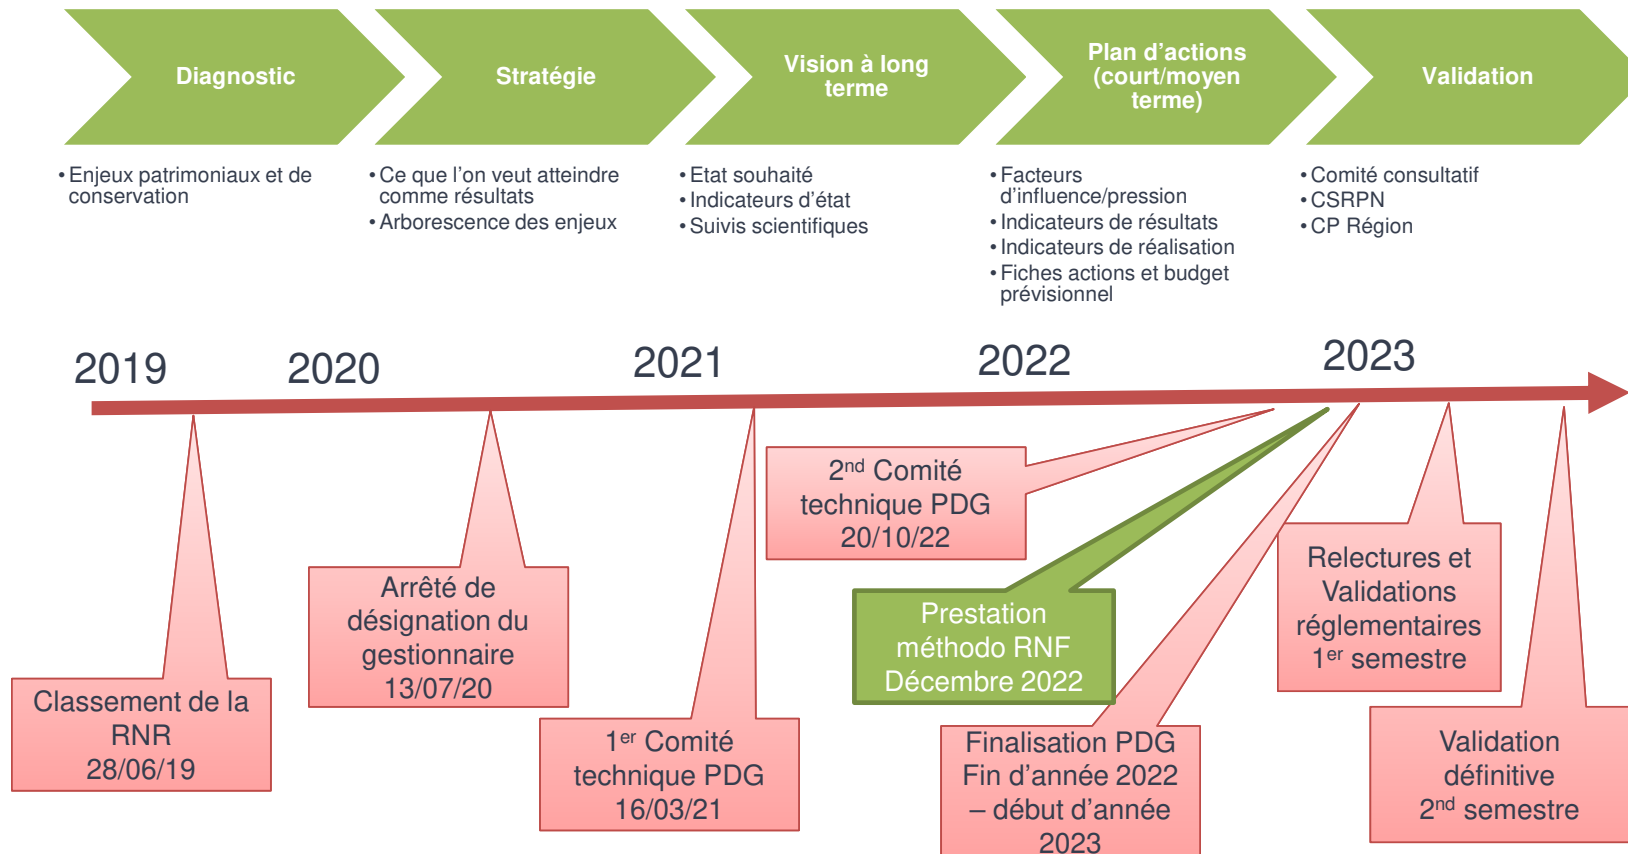 Diagnostic
Stratégie
Vision à long
terme
Plan d'actions
(court/moyen
terme)
Validation
• Enjeux patrimoniaux et de
conservation
• Ce que l'on veut atteindre
comme résultats
• Arborescence des enjeux
• Etat souhaité
• Indicateurs d'état
• Suivis scientifiques
• Facteurs
d'influence/pression
• Indicateurs de résultats
• Indicateurs de réalisation
• Fiches actions et budget
prévisionnel
• Comité consultatif
• CSRPN
• CP Région
2019
2020
2021
2022
2023
Classement de la
RNR
28/06/19
Arrêté de
désignation du
gestionnaire
13/07/20
1er Comité
technique PDG
16/03/21
2nd Comité
technique PDG
20/10/22
Prestation
méthodo RNF
Décembre 2022
Finalisation PDG
Fin d'année 2022
– début d'année
2023
Relectures et
Validations
réglementaires
1er semestre
Validation
définitive
2nd semestre